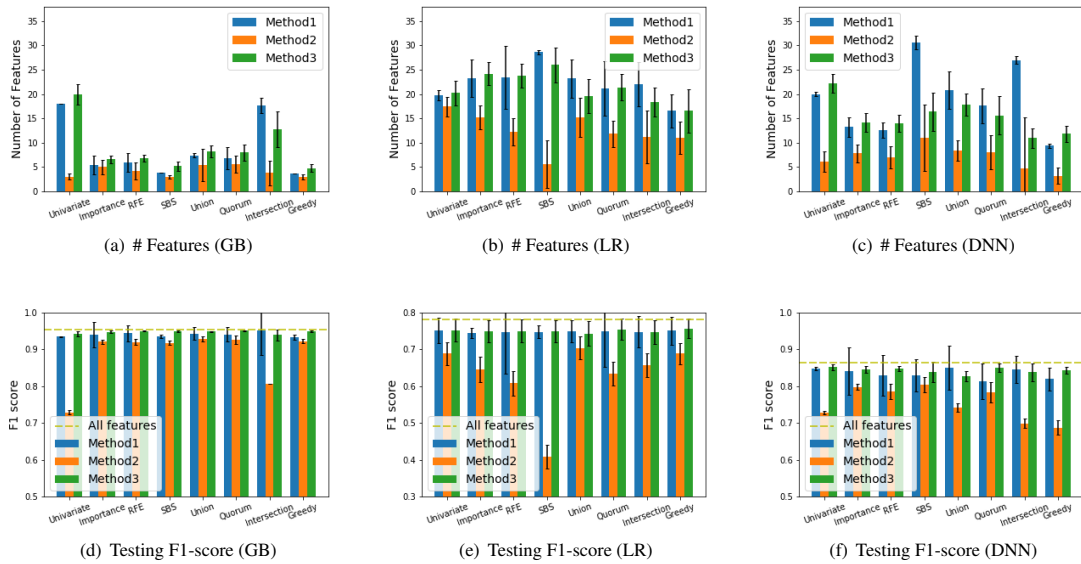 35
30
25
20
15
10
5
0
Number of Features
Method1
Method2
Method3
Univariate
Importance
RFE
SBS
Union
Quorum
Intersection
Greedy
(a) # Features (GB)
35
30
25
20
15
10
5
0
Number of Features
Method1
Method2
Method3
Univariate
Importance
RFE
SBS
Union
Quorum
Intersection
Greedy
(b) # Features (LR)
35
30
25
20
15
10
5
0
Number of Features
Method1
Method2
Method3
Univariate
Importance
RFE
SBS
Union
Quorum
Intersection
Greedy
(c) # Features (DNN)
1.0
0.9
0.8
0.7
0.6
0.5
F1 score
All features
Method1
Method2
Method3
Univariate
Importance
RFE
SBS
Union
Quorum
Intersection
Greedy
(d) Testing F1-score (GB)
0.8
0.7
0.6
0.5
0.4
0.3
F1 score
All features
Method1
Method2
Method3
Univariate
Importance
RFE
SBS
Union
Quorum
Intersection
Greedy
(e) Testing F1-score (LR)
1.0
0.9
0.8
0.7
0.6
0.5
F1 score
All features
Method1
Method2
Method3
Univariate
Importance
RFE
SBS
Union
Quorum
Intersection
Greedy
(f) Testing F1-score (DNN)